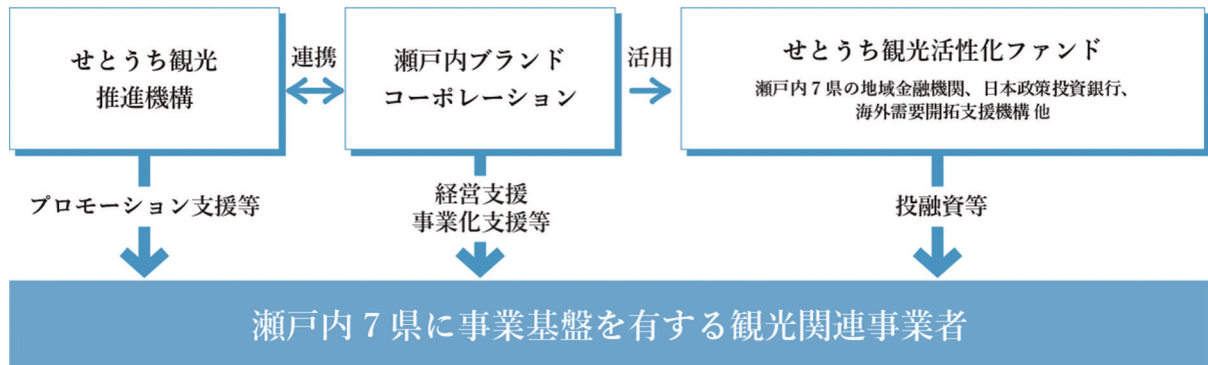 せとうち観光
推進機構
連携
瀬戸内ブランド
コーポレーション
活用
せとうち観光活性化ファンド
瀬戸内7県の地域金融機関、日本政策投資銀行、
海外需要開拓支援機構 他
プロモーション支援等
経営支援
事業化支援等
投融資等
瀬戸内7県に事業基盤を有する観光関連事業者